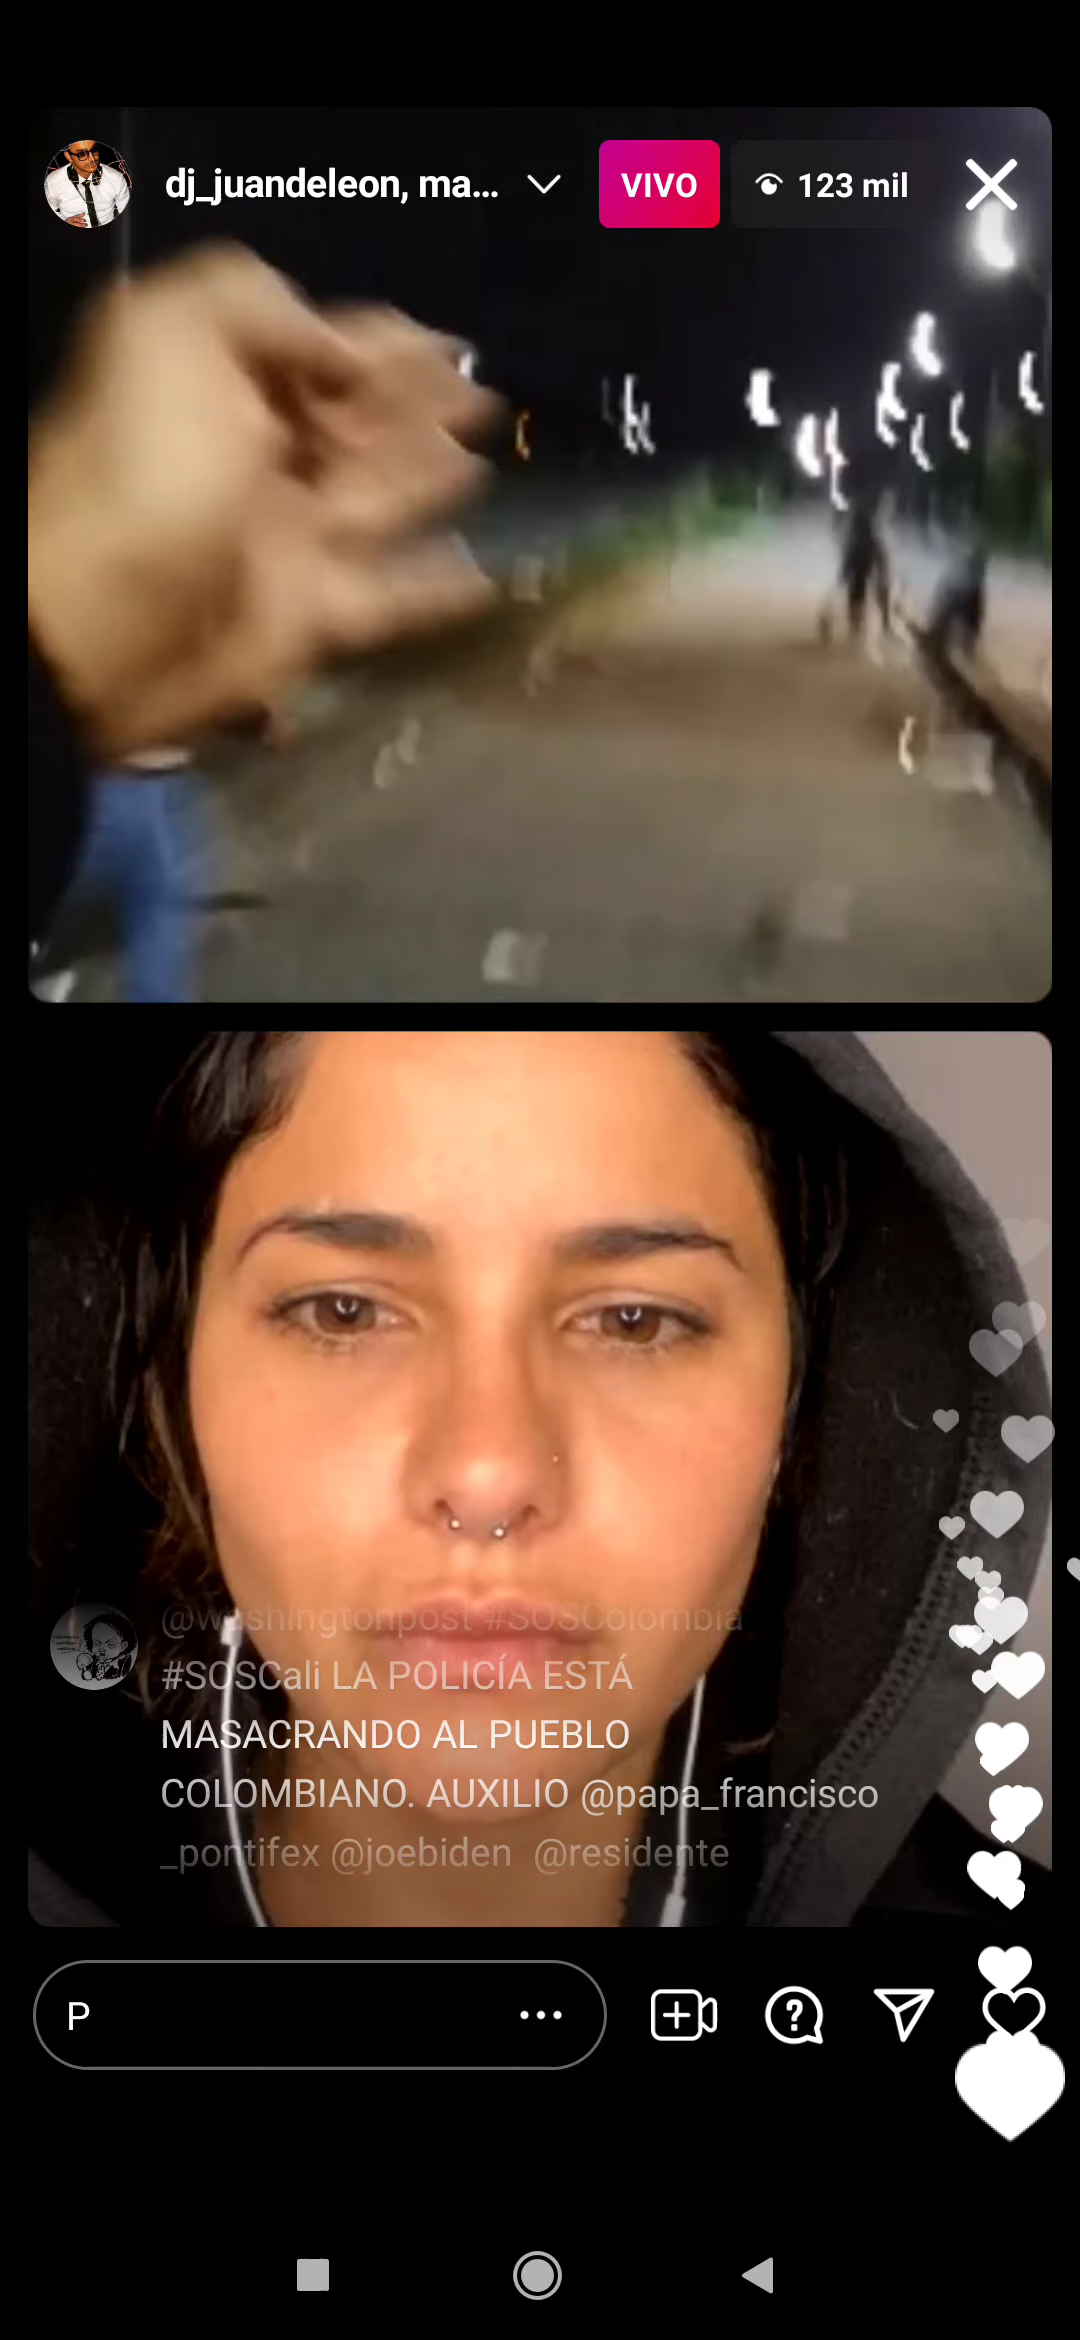 dj_juandeleon, ma...
VIVO
123 mil
@washingtonpost #SOSColombia
#SOSCali LA POLICÍA ESTÁ
MASACRANDO AL PUEBLO
COLOMBIANO. AUXILIO @papa_francisco
_pontifex @joebiden @residente
P